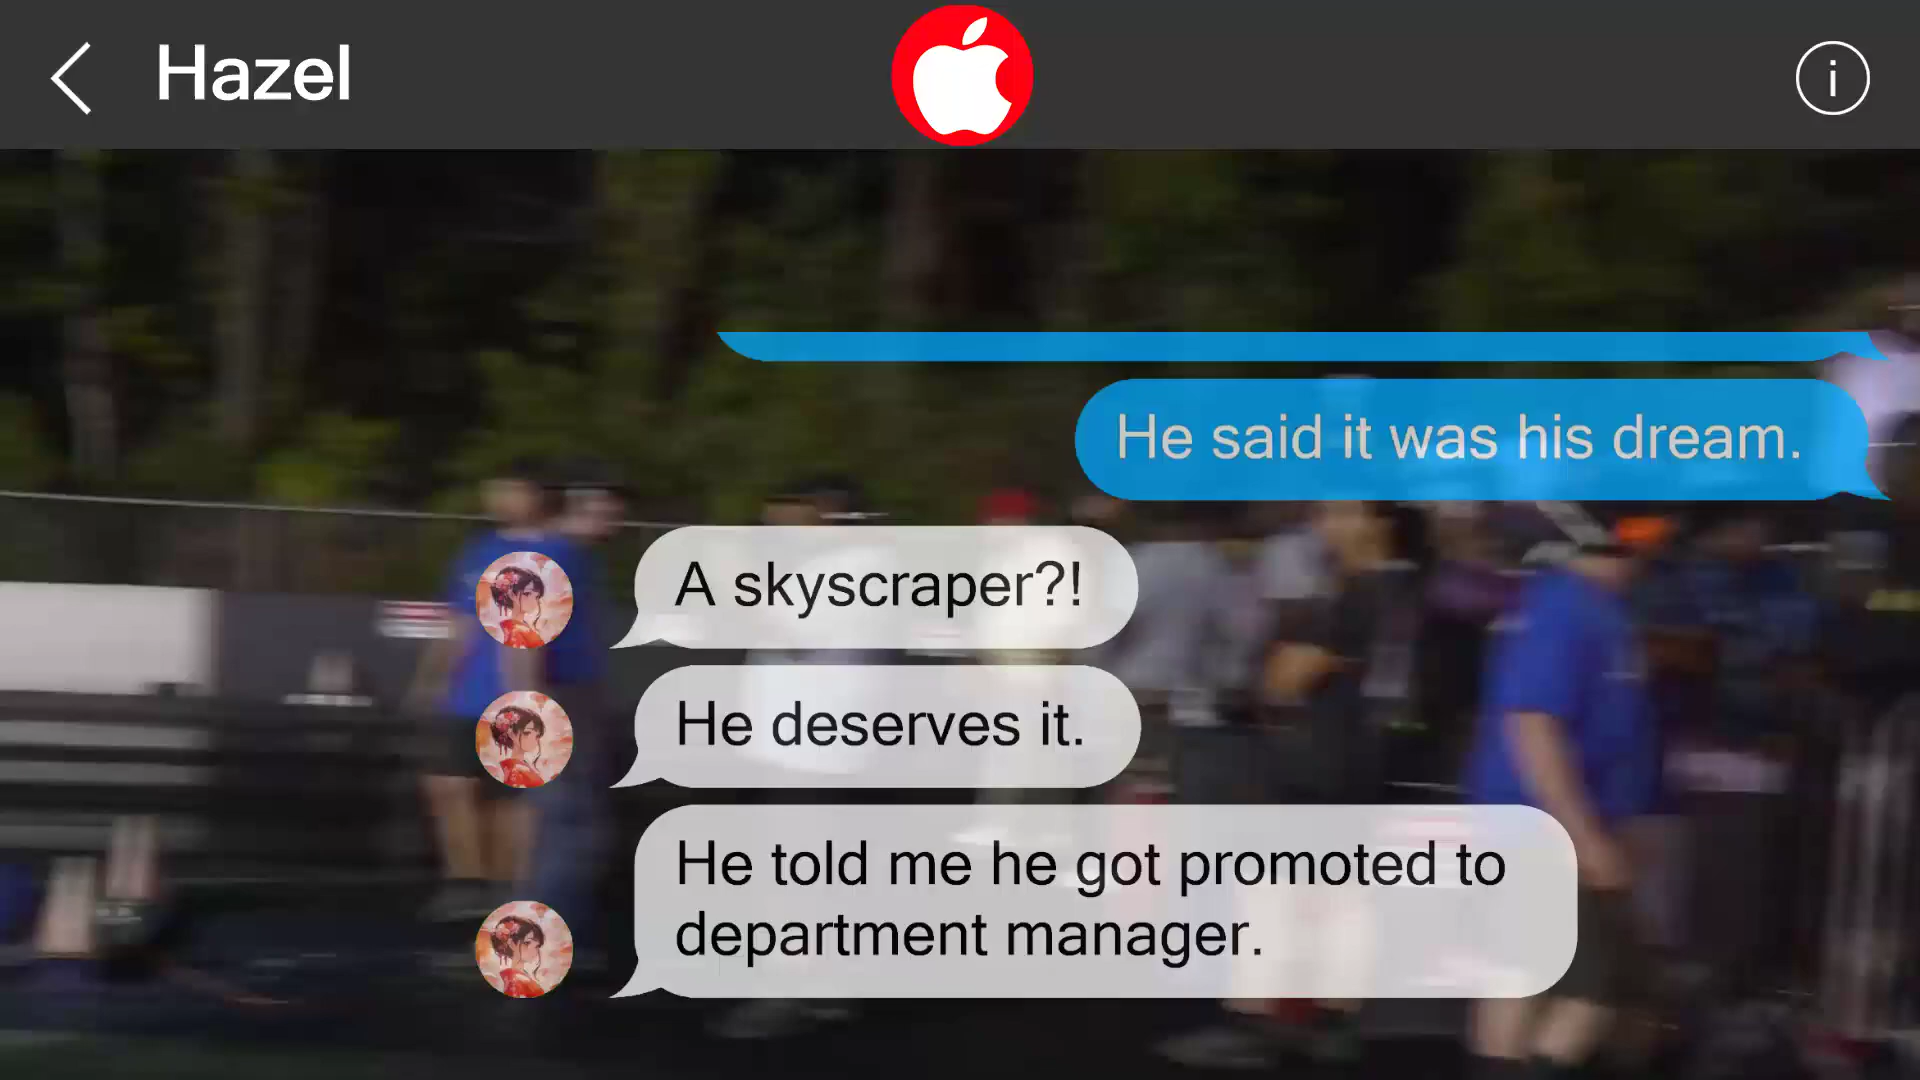 Hazel
i
He said it was his dream.
A skyscraper?!
He deserves it.
He told me he got promoted to
department manager.